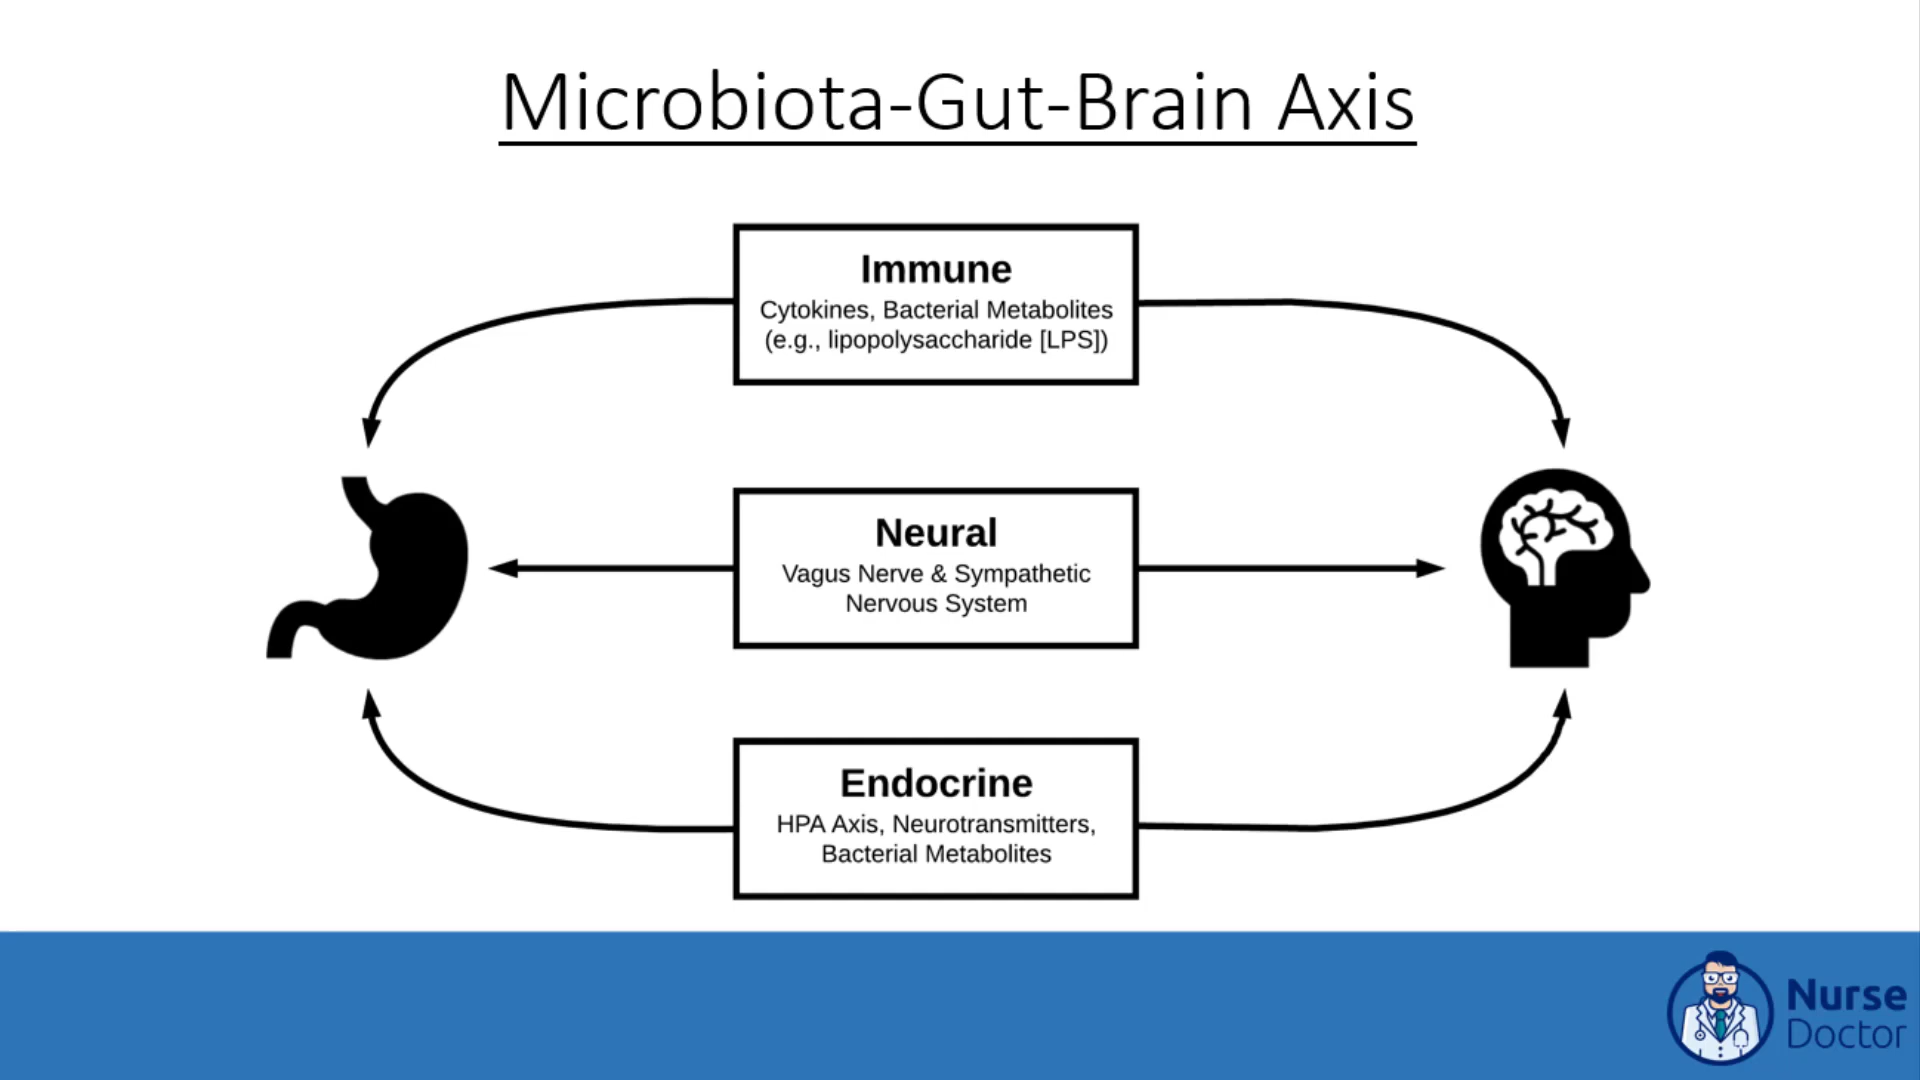 Microbiota-Gut-Brain Axis
Immune
Cytokines, Bacterial Metabolites
(e.g., lipopolysaccharide [LPS])
Neural
Vagus Nerve & Sympathetic
Nervous System
Endocrine
HPA Axis, Neurotransmitters,
Bacterial Metabolites
Nurse
Doctor